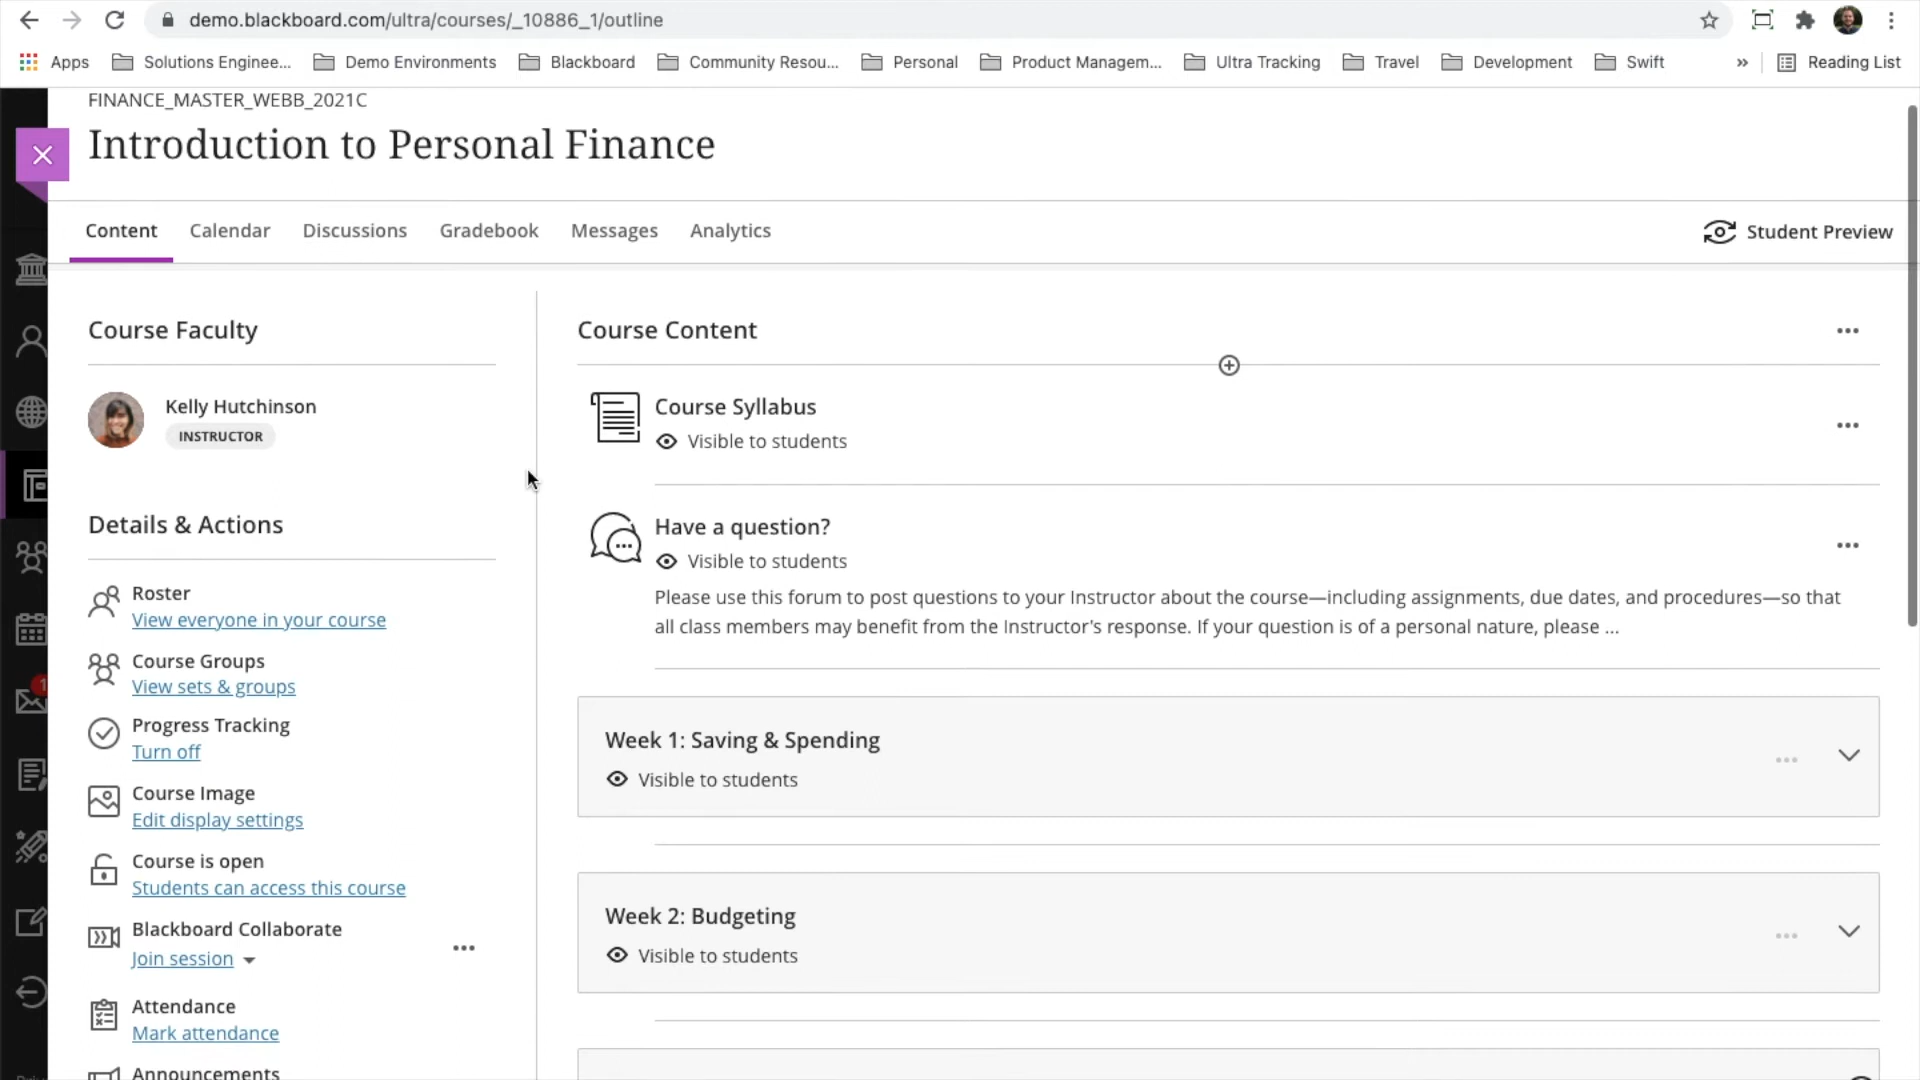 demo.blackboard.com/ultra/courses/_10886_1/outline
Apps
Solutions Enginee...
Demo Environments
Blackboard
Community Resou...
Personal
Product Managem...
Ultra Tracking
Travel
Development
Swift
»
Reading List
FINANCE_MASTER_WEBB_2021C
Introduction to Personal Finance
Content
Calendar
Discussions
Gradebook
Messages
Analytics
Student Preview
Course Faculty
Kelly Hutchinson
INSTRUCTOR
Details & Actions
Roster
View everyone in your course
Course Groups
View sets & groups
Progress Tracking
Turn off
Course Image
Edit display settings
Course is open
Students can access this course
Blackboard Collaborate
Join session
Attendance
Mark attendance
Announcements
Course Content
Course Syllabus
Visible to students
Have a question?
Visible to students
Please use this forum to post questions to your Instructor about the course—including assignments, due dates, and procedures—so that
all class members may benefit from the Instructor's response. If your question is of a personal nature, please ...
Week 1: Saving & Spending
Visible to students
Week 2: Budgeting
Visible to students
1